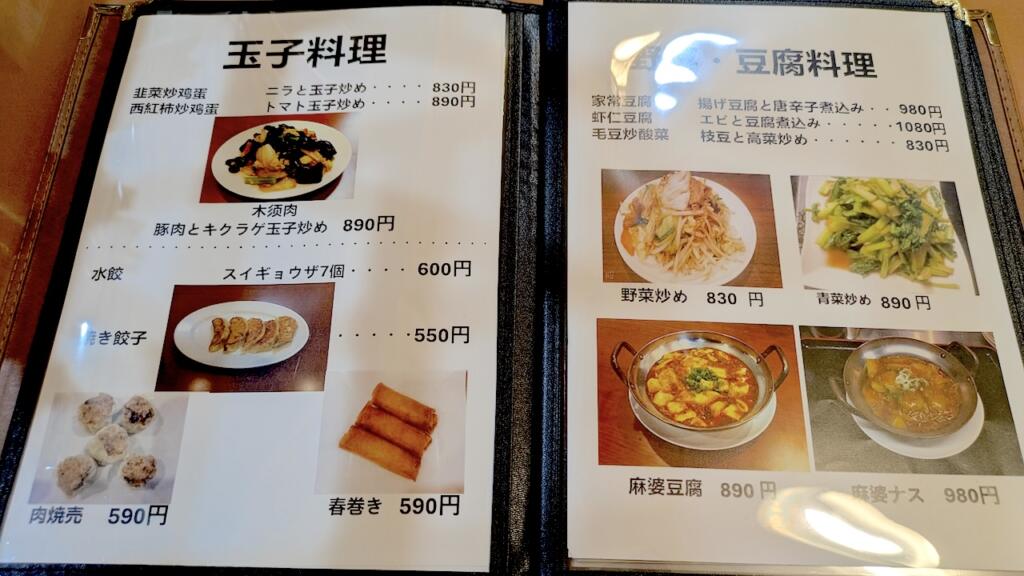 玉子料理
韭菜炒鸡蛋 ニラと玉子炒め・・・・830円
西紅柿炒鸡蛋 トマト玉子炒め・・・・890円
木须肉
豚肉とキクラゲ玉子炒め 890円
水餃 スイギョウザ7個・・・・600円
き餃子 ・・・・・550円
肉焼売 590円
春巻き 590円
・豆腐料理
家常豆腐 揚げ豆腐と唐辛子煮込み・・980円
虾仁豆腐 エビと豆腐煮込み・・・・・・1080円
毛豆炒酸菜 枝豆と高菜炒め・・・・・・830円
野菜炒め 830 円
青菜炒め 890円
麻婆豆腐 890円
麻婆ナス 980円